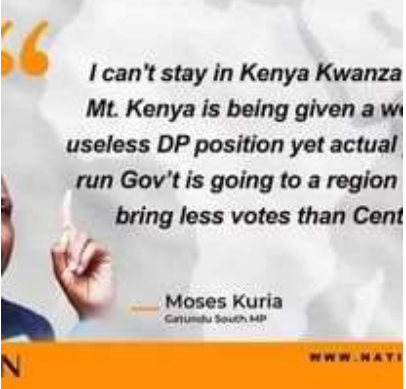 “
I can't stay in Kenya Kwanza
Mt. Kenya is being given a we
useless DP position yet actual
run Gov't is going to a region
bring less votes than Cent
Moses Kuria
Gatundu South MP
N
WWW.NATI